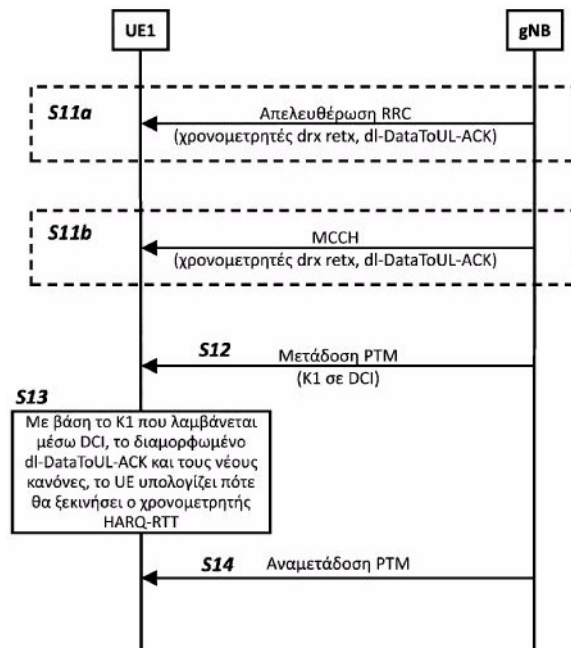 UE1
gNB
S11a
Απελευθέρωση RRC
(χρονομετρητές drx retx, dl-DataToUL-ACK)
S11b
MCCH
(χρονομετρητές drx retx, dl-DataToUL-ACK)
S12
Μετάδοση PTM
(K1 σε DCI)
S13
Με βάση το K1 που λαμβάνεται
μέσω DCI, το διαμορφωμένο
dl-DataToUL-ACK και τους νέους
κανόνες, το UE υπολογίζει πότε
θα ξεκινήσει ο χρονομετρητής
HARQ-RTT
S14
Αναμετάδοση PTM